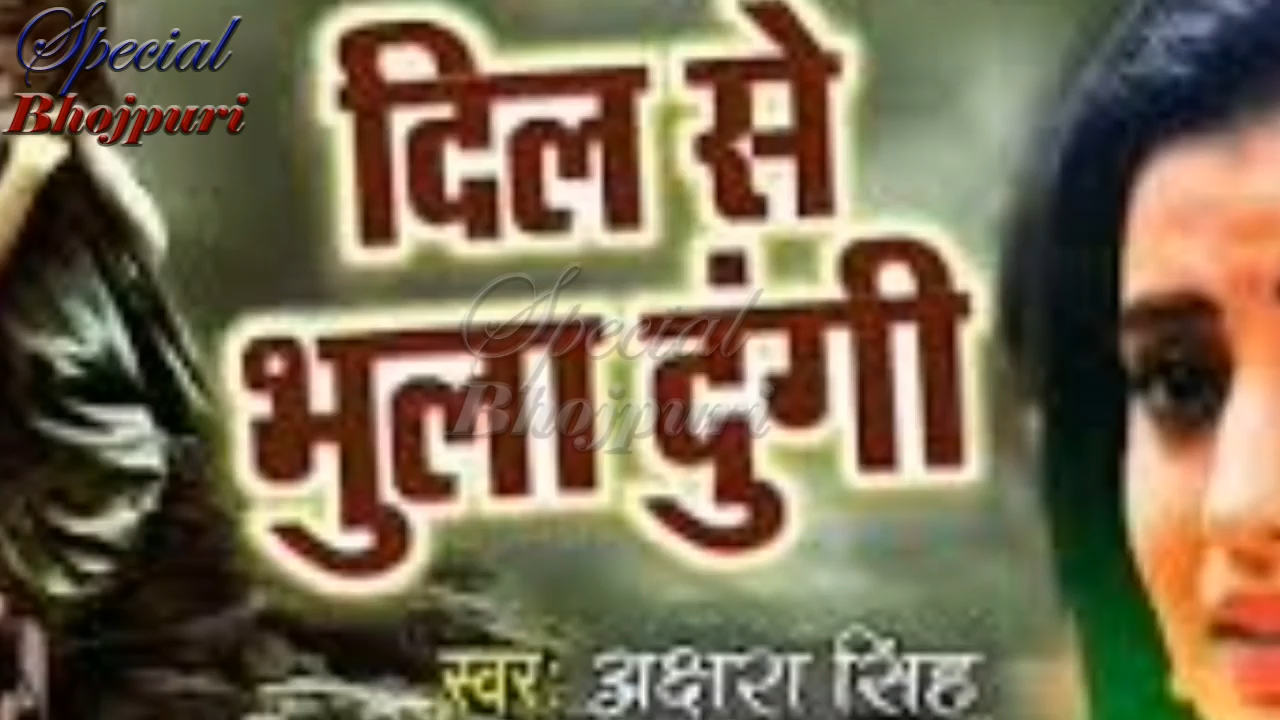 Special
Bhojpuri
दिल से
भुला दुंगी
Special
Bhojpuri
स्वर: अक्षरा सिंह